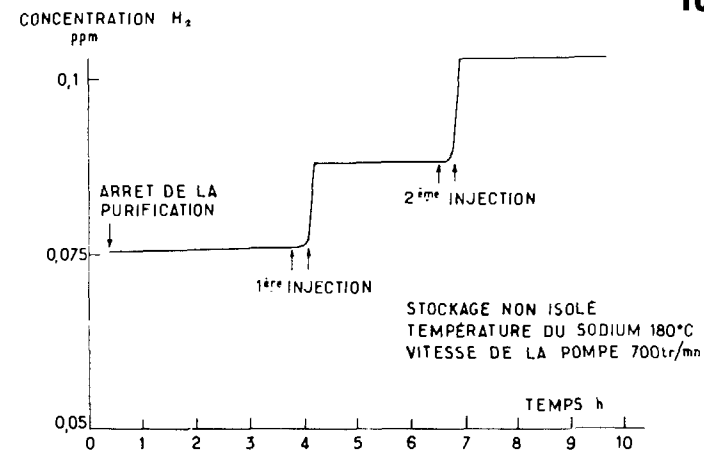 CONCENTRATION H₂
ppm
0,1
ARRET DE LA
PURIFICATION
2ème INJECTION
0,075
1ère INJECTION
STOCKAGE NON ISOLÉ
TEMPÉRATURE DU SODIUM 180°C
VITESSE DE LA POMPE 700tr/mn
TEMPS h
0,05
0 1 2 3 4 5 6 7 8 9 10